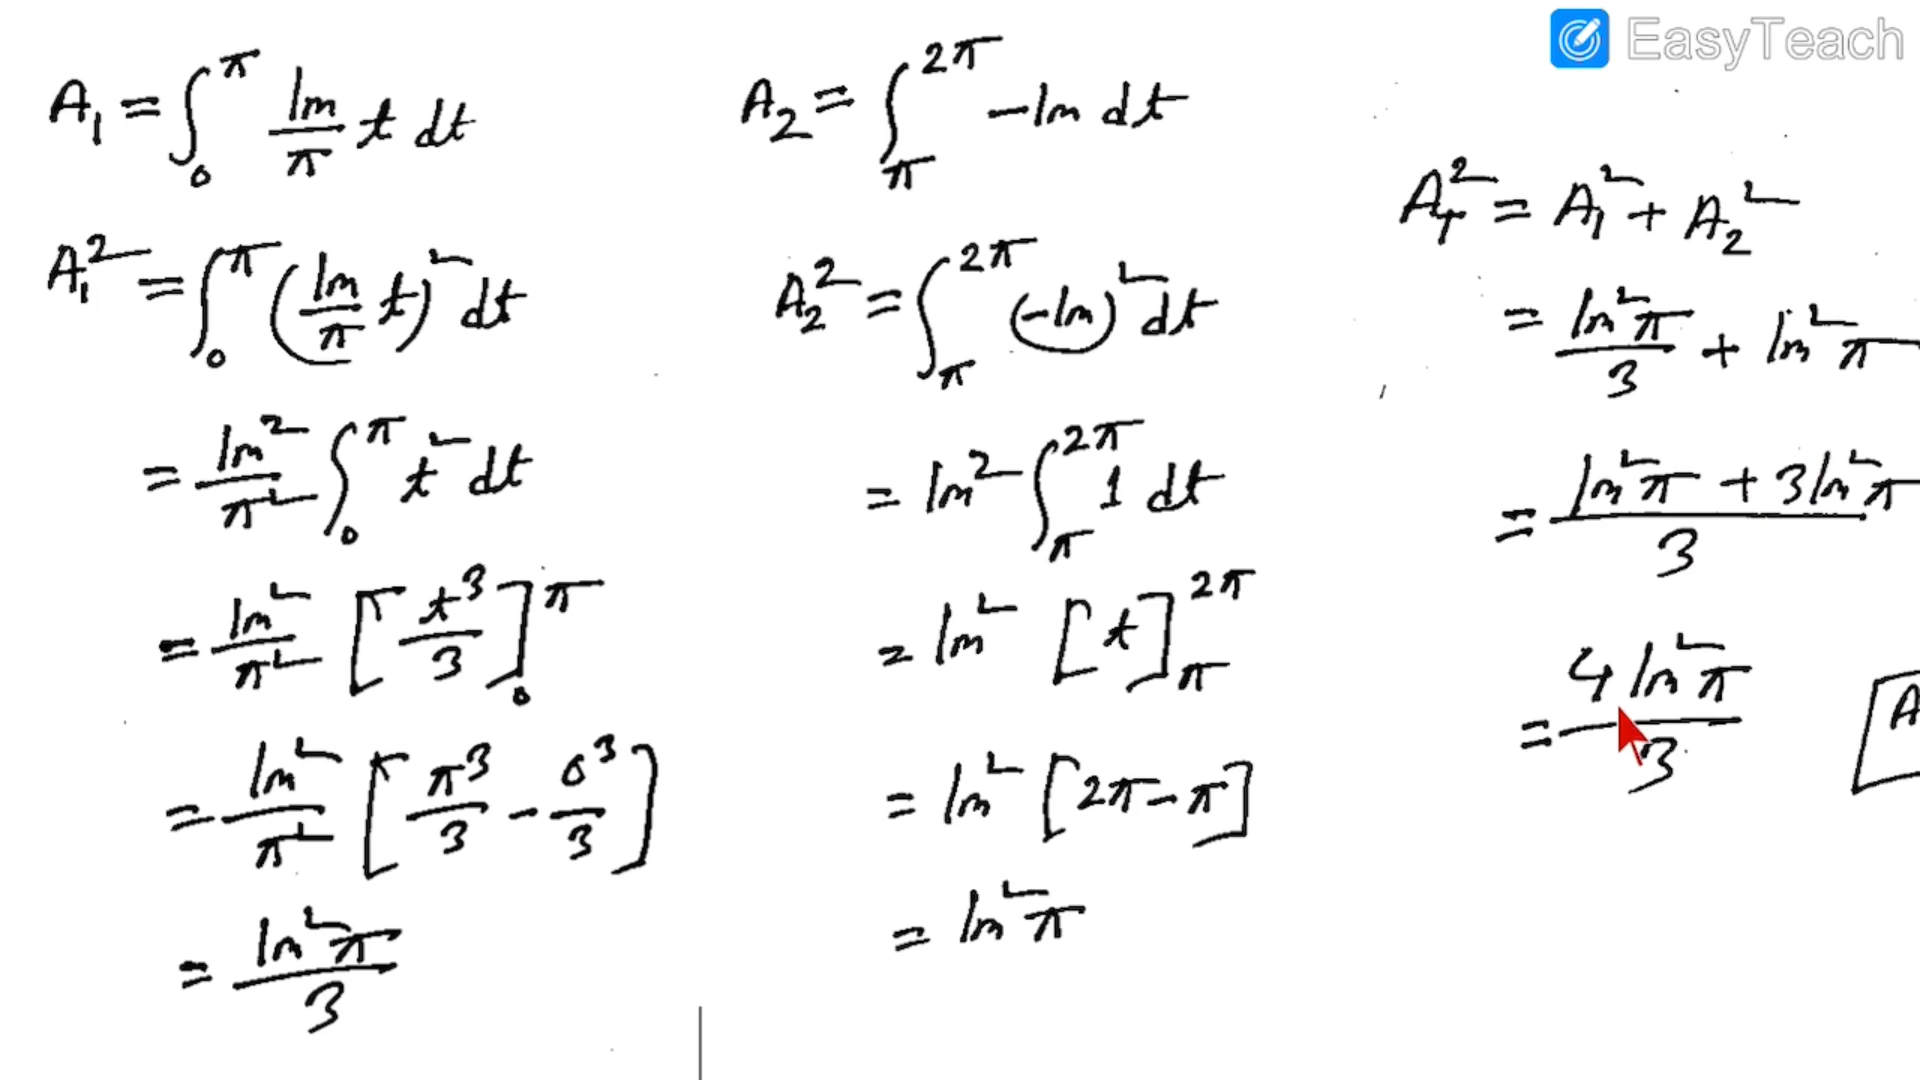 EasyTeach
A₁ = ∫₀^π Im/π t dt
A₁² = ∫₀^π (Im/π t)² dt
= Im²/π² ∫₀^π t² dt
= Im²/π² [t³/3]₀^π
= Im²/π² [π³/3 - 0³/3]
= Im²π/3
A₂ = ∫_π^2π -Im dt
A₂² = ∫_π^2π (-Im)² dt
= Im² ∫_π^2π 1 dt
= Im² [t]_π^2π
= Im² [2π - π]
= Im²π
A_T² = A₁² + A₂²
= Im²π/3 + Im²π
= (Im²π + 3Im²π)/3
= 4Im²π/3
A